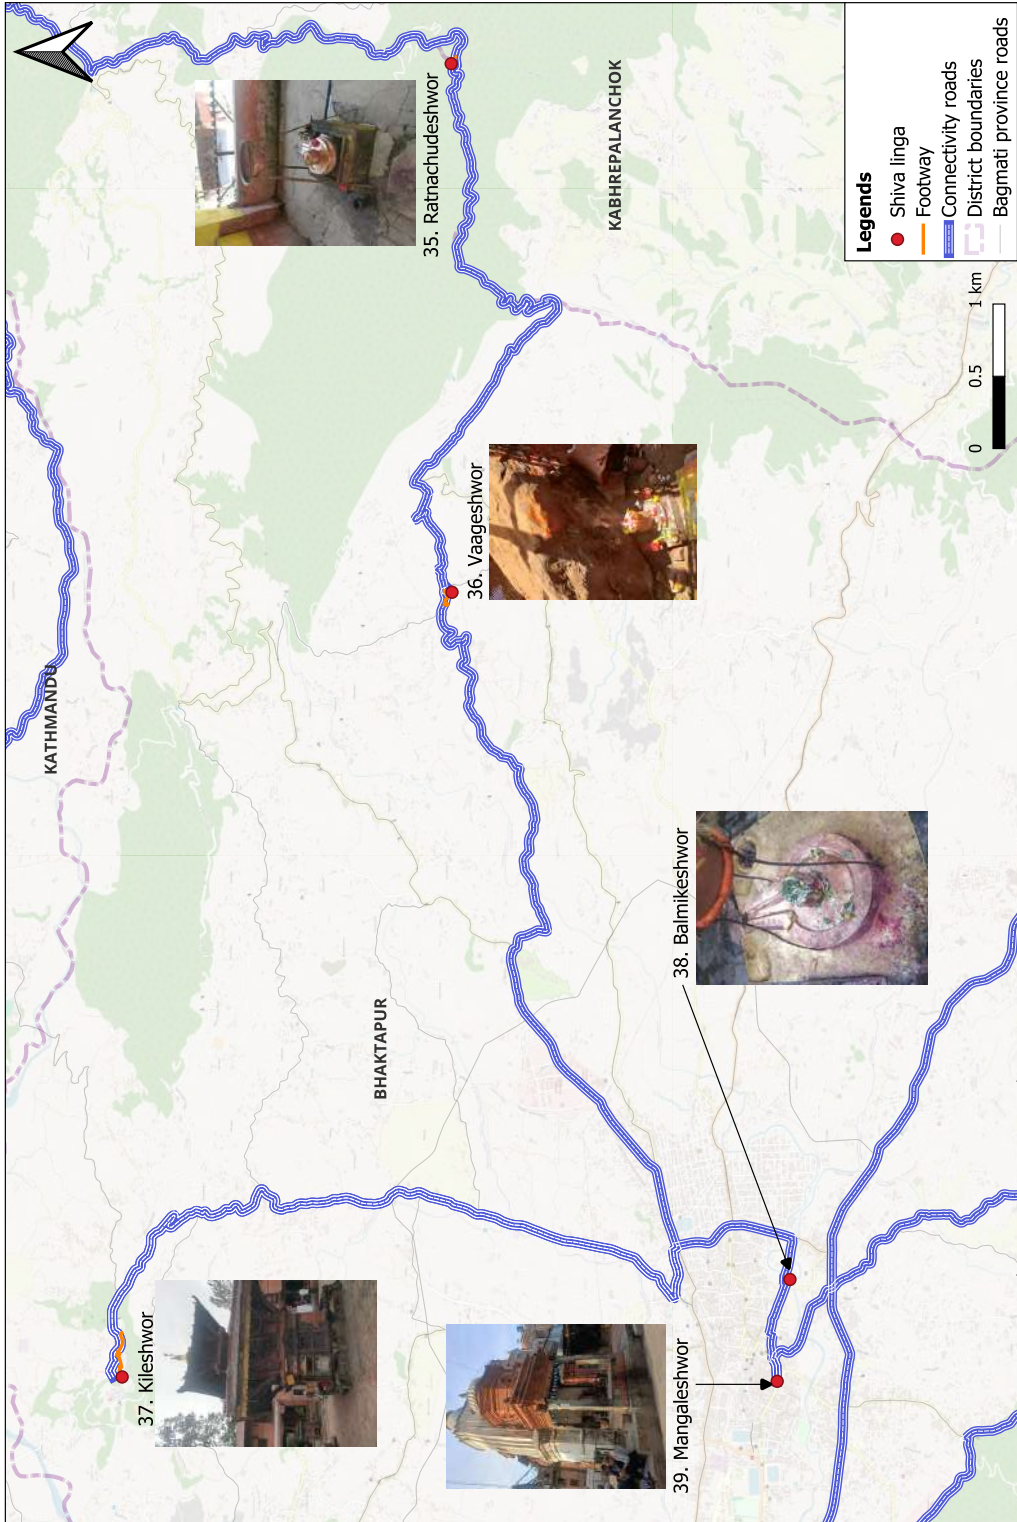 KATHMANDU
37. Kileshwor
35. Ratnachudeshwor
BHAKTAPUR
36. Vaageshwor
KABHREPALANCHOK
39. Mangaleshwor
38. Balmikeshwor
Legends
Shiva linga
Footway
Connectivity roads
District boundaries
Bagmati province roads
0 0.5 1 km